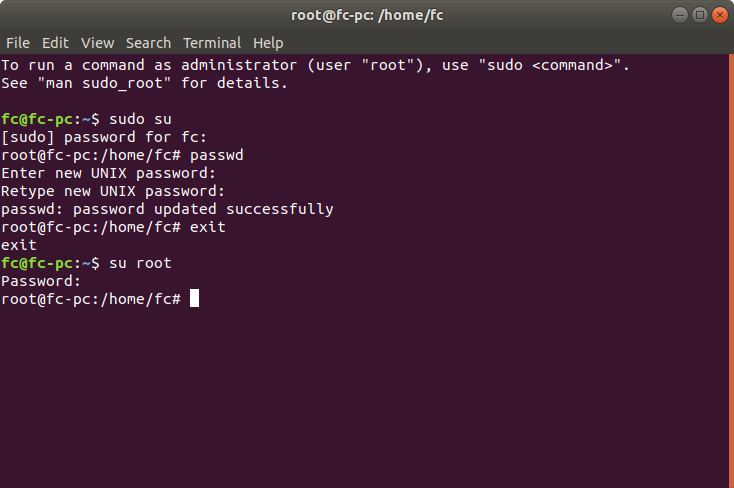 root@fc-pc: /home/fc
File Edit View Search Terminal Help
To run a command as administrator (user "root"), use "sudo <command>".
See "man sudo_root" for details.
fc@fc-pc:~$ sudo su
[sudo] password for fc:
root@fc-pc:/home/fc# passwd
Enter new UNIX password:
Retype new UNIX password:
passwd: password updated successfully
root@fc-pc:/home/fc# exit
exit
fc@fc-pc:~$ su root
Password:
root@fc-pc:/home/fc#